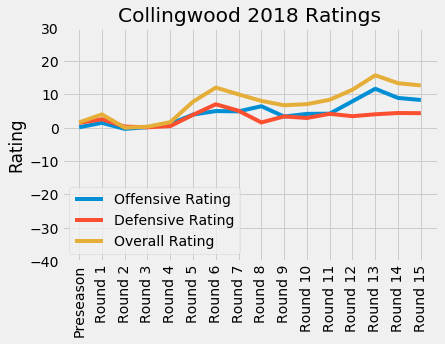 Collingwood 2018 Ratings
Rating
30
20
10
0
−10
−20
−30
−40
Offensive Rating
Defensive Rating
Overall Rating
Preseason
Round 1
Round 2
Round 3
Round 4
Round 5
Round 6
Round 7
Round 8
Round 9
Round 10
Round 11
Round 12
Round 13
Round 14
Round 15